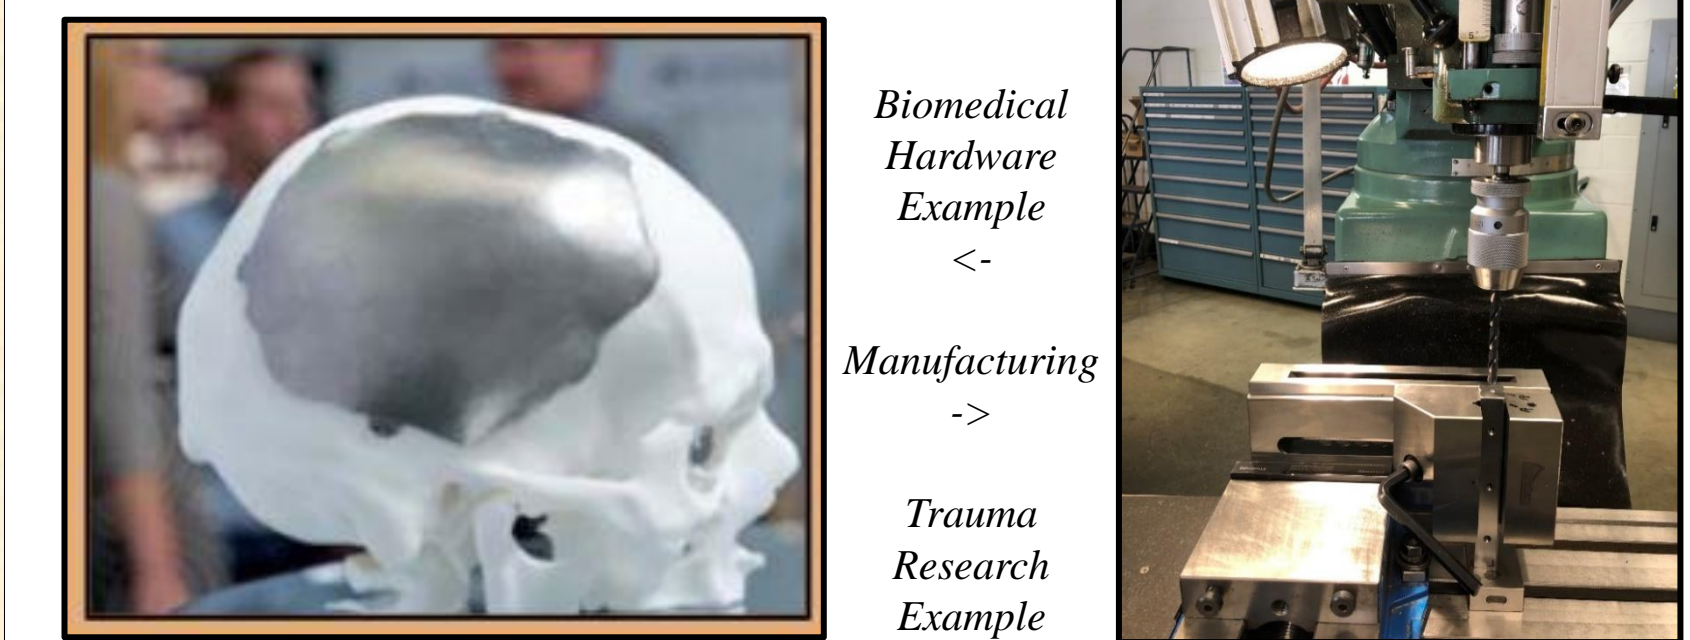 Biomedical
Hardware
Example
<-
Manufacturing
->
Trauma
Research
Example